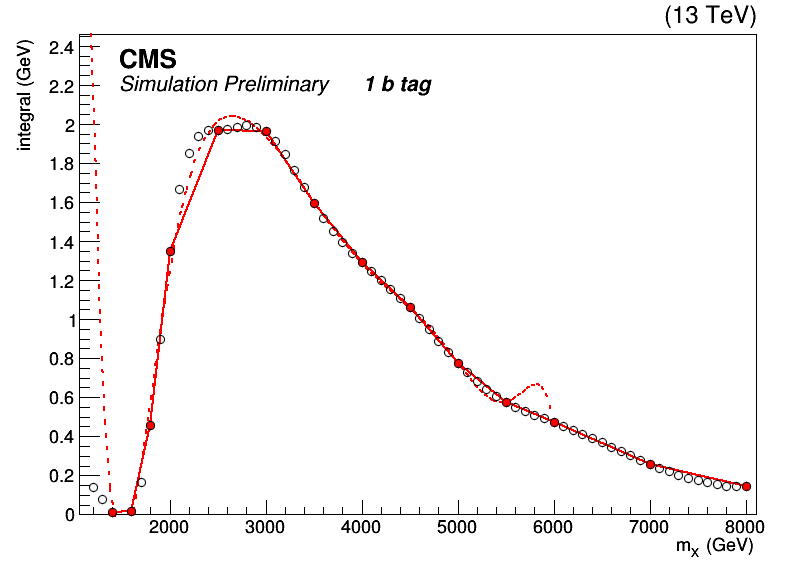 (13 TeV)
CMS
Simulation Preliminary 1 b tag
integral (GeV)
2.4
2.2
2
1.8
1.6
1.4
1.2
1
0.8
0.6
0.4
0.2
0
2000 3000 4000 5000 6000 7000 8000
m_X (GeV)